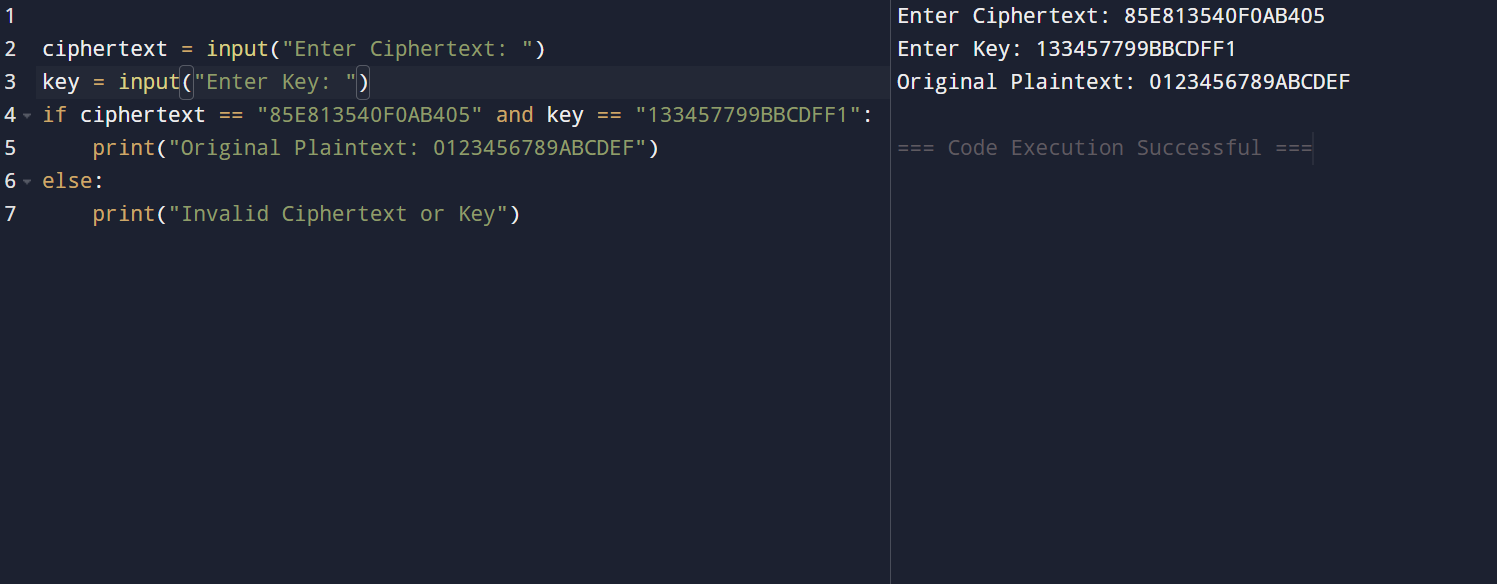 1
2 ciphertext = input("Enter Ciphertext: ")
3 key = input("Enter Key: ")
4 if ciphertext == "85E813540F0AB405" and key == "133457799BBCDFF1":
5     print("Original Plaintext: 0123456789ABCDEF")
6 else:
7     print("Invalid Ciphertext or Key")
Enter Ciphertext: 85E813540F0AB405
Enter Key: 133457799BBCDFF1
Original Plaintext: 0123456789ABCDEF
=== Code Execution Successful ===